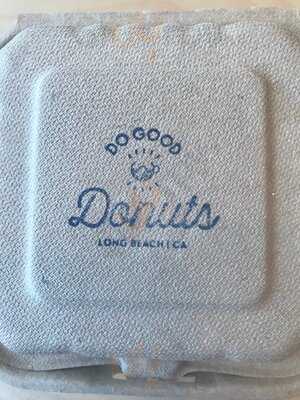 DO GOOD
Donuts
LONG BEACH | CA